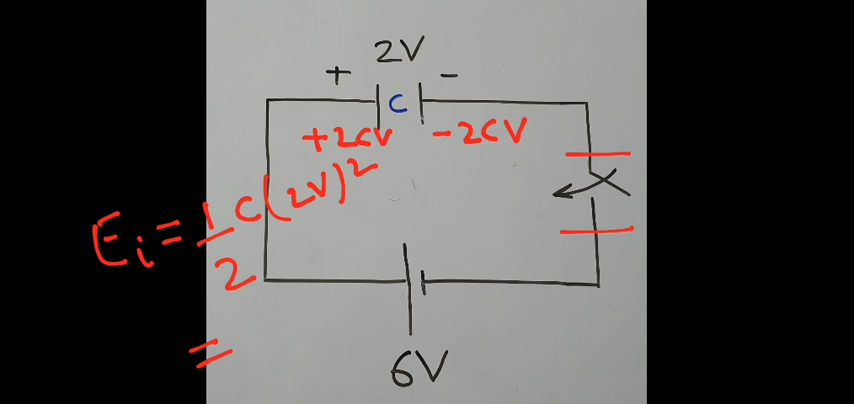 2V
+ -
C
+2CV -2CV
Ei = 1/2 C(2V)²
=
6V